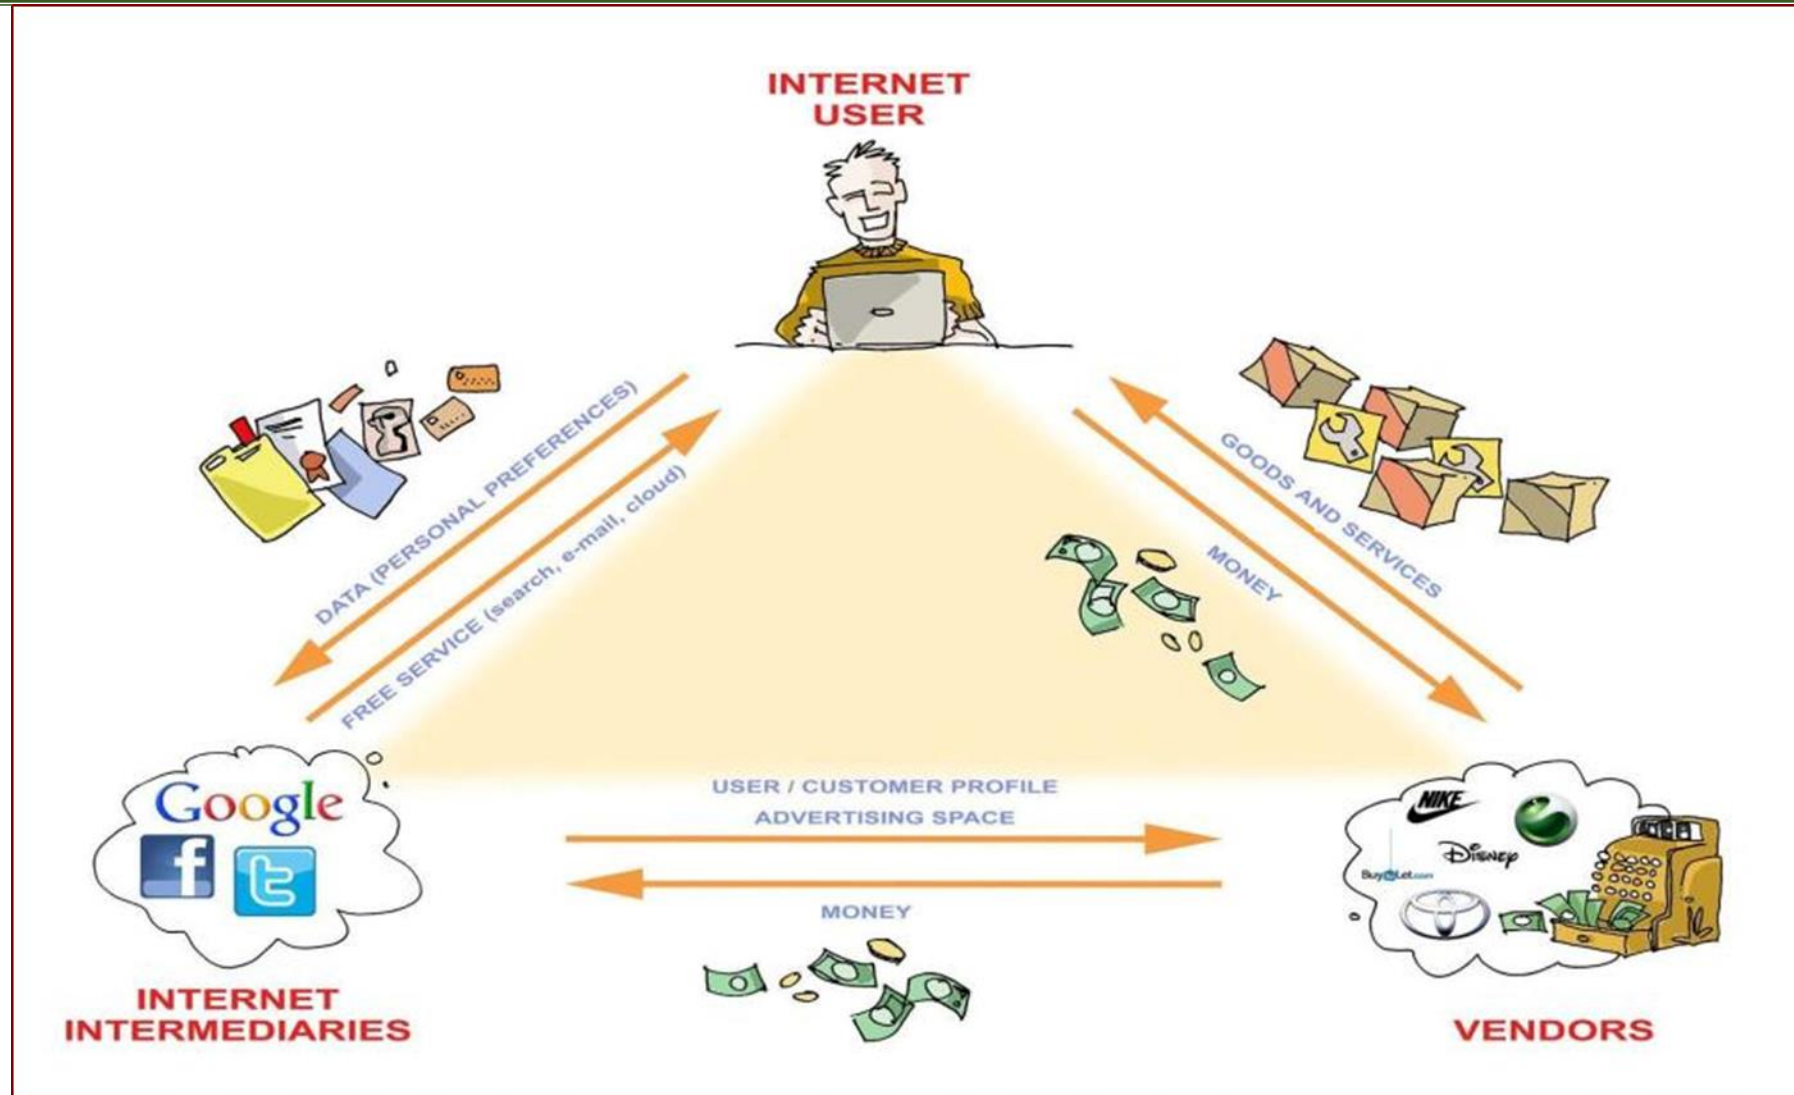 INTERNET
USER
DATA (PERSONAL PREFERENCES)
FREE SERVICE (search, e-mail, cloud)
GOODS AND SERVICES
MONEY
USER / CUSTOMER PROFILE
ADVERTISING SPACE
MONEY
Google
f
t
NIKE
DISNEY
INTERNET
INTERMEDIARIES
VENDORS